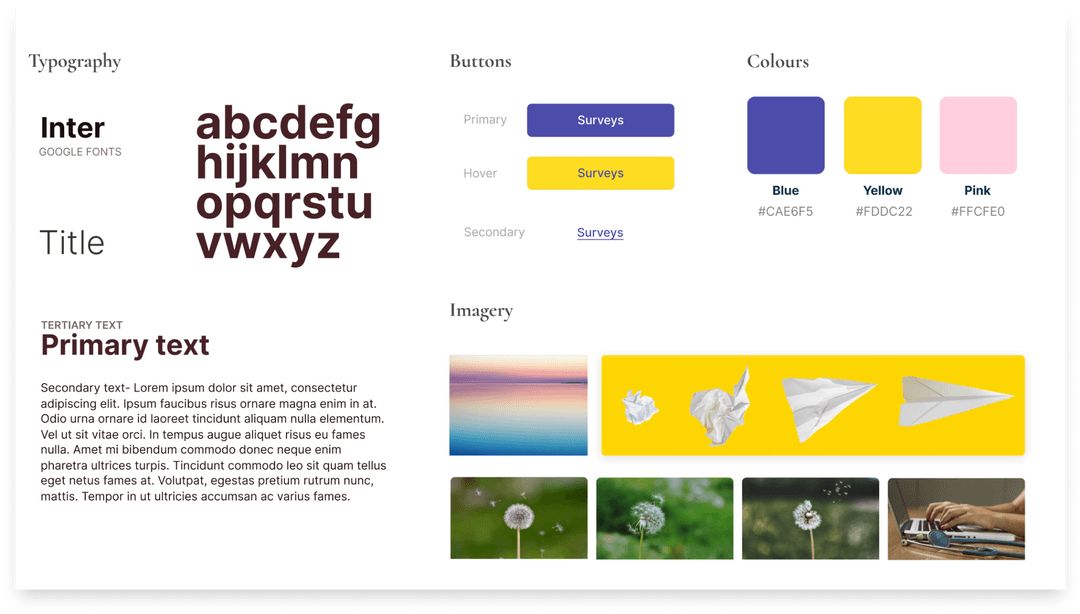 Typography
Inter
GOOGLE FONTS
abcdefg
hijklmn
opqrstu
vwxyz
Title
TERTIARY TEXT
Primary text
Secondary text- Lorem ipsum dolor sit amet, consectetur
adipiscing elit. Ipsum faucibus risus ornare magna enim in at.
Odio urna ornare id laoreet tincidunt aliquam nulla elementum.
Vel ut sit vitae orci. In tempus augue aliquet risus eu fames
nulla. Amet mi bibendum commodo donec neque enim
pharetra ultrices turpis. Tincidunt commodo leo sit quam tellus
eget netus fames at. Volutpat, egestas pretium rutrum nunc,
mattis. Tempor in ut ultricies accumsan ac varius fames.
Buttons
Primary
Surveys
Hover
Surveys
Secondary
Surveys
Colours
Blue
#CAE6F5
Yellow
#FDDC22
Pink
#FFCFE0
Imagery